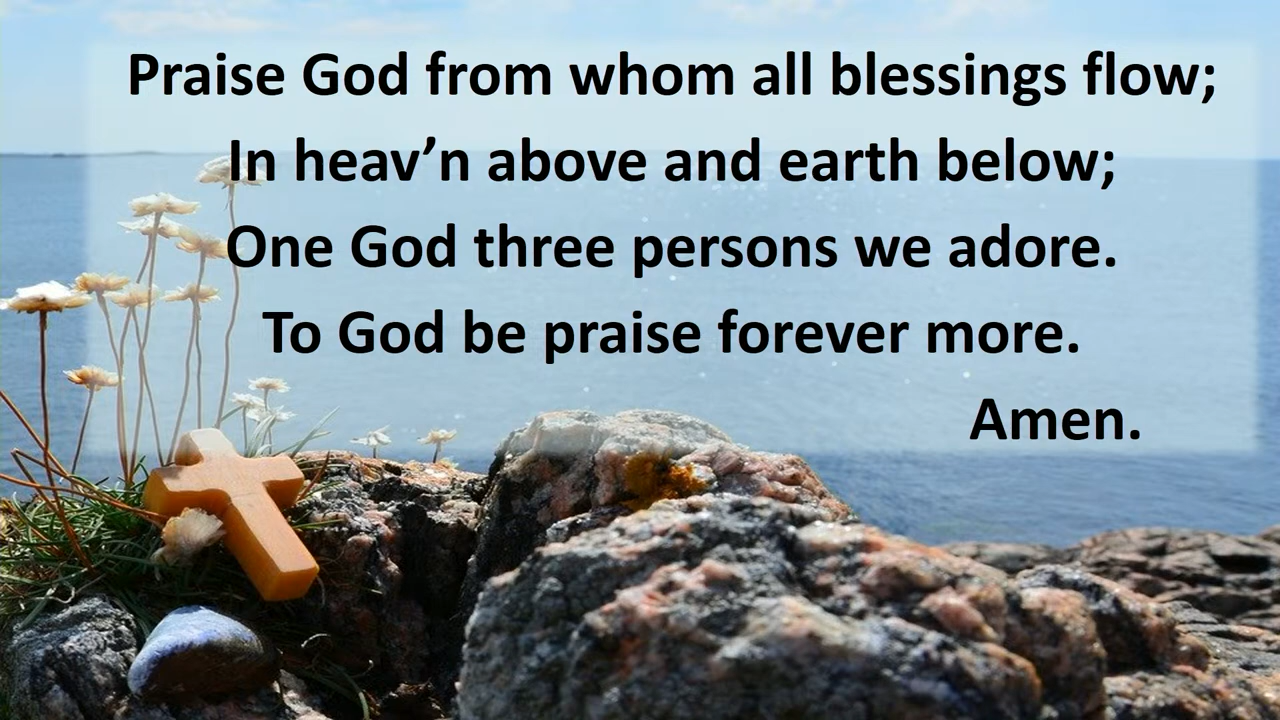 Praise God from whom all blessings flow;
In heav’n above and earth below;
One God three persons we adore.
To God be praise forever more.
Amen.